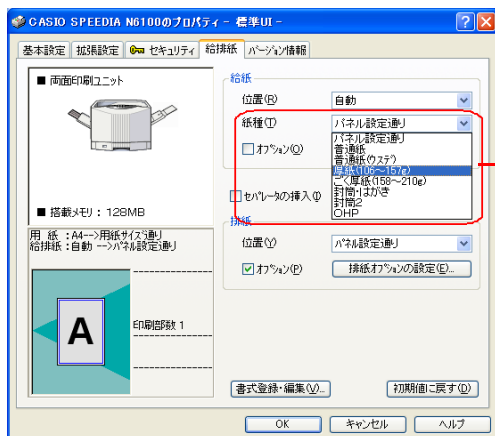 CASIO SPEEDIA N6100のプロパティ - 標準UI -
基本設定 拡張設定 セキュリティ 給排紙 バージョン情報
■ 両面印刷ユニット
■ 搭載メモリ：128MB
用 紙 ：A4-->用紙サイズ通り
給排紙：自動 -->パネル設定通り
A
印刷部数 1
給紙
位置(R) 自動
紙種(T) パネル設定通り
パネル設定通り
普通紙
普通紙(ウステ)
厚紙(106～157g)
ごく厚紙(158～210g)
封筒・はがき
封筒2
OHP
オプション(O)
セパレータの挿入(I)
排紙
位置(Y) パネル設定通り
オプション(P) 排紙オプションの設定(E)...
書式登録・編集(V)... 初期値に戻す(D)
OK キャンセル ヘルプ